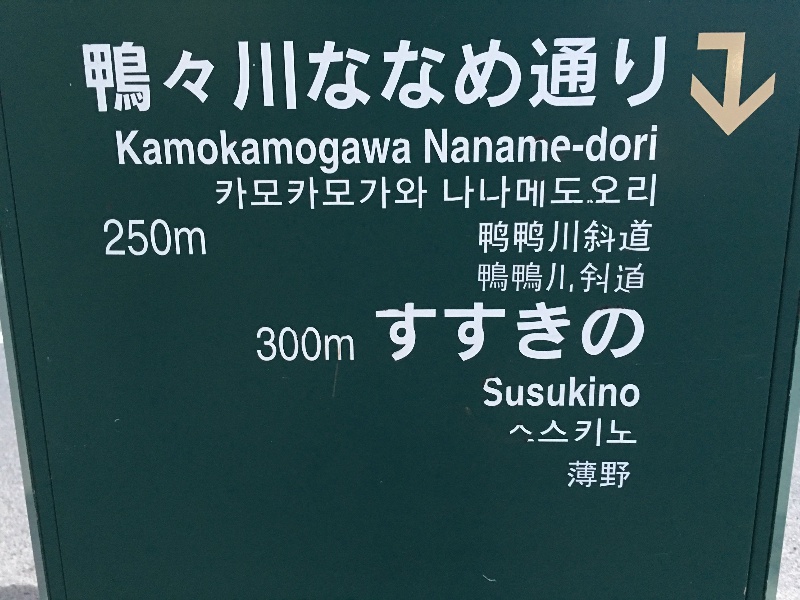 鴨々川ななめ通り
Kamokamogawa Naname-dori
카모카모가와 나나메도오리
250m 鸭鸭川斜道
鴨鴨川斜道
300m すすきの
Susukino
스스키노
薄野